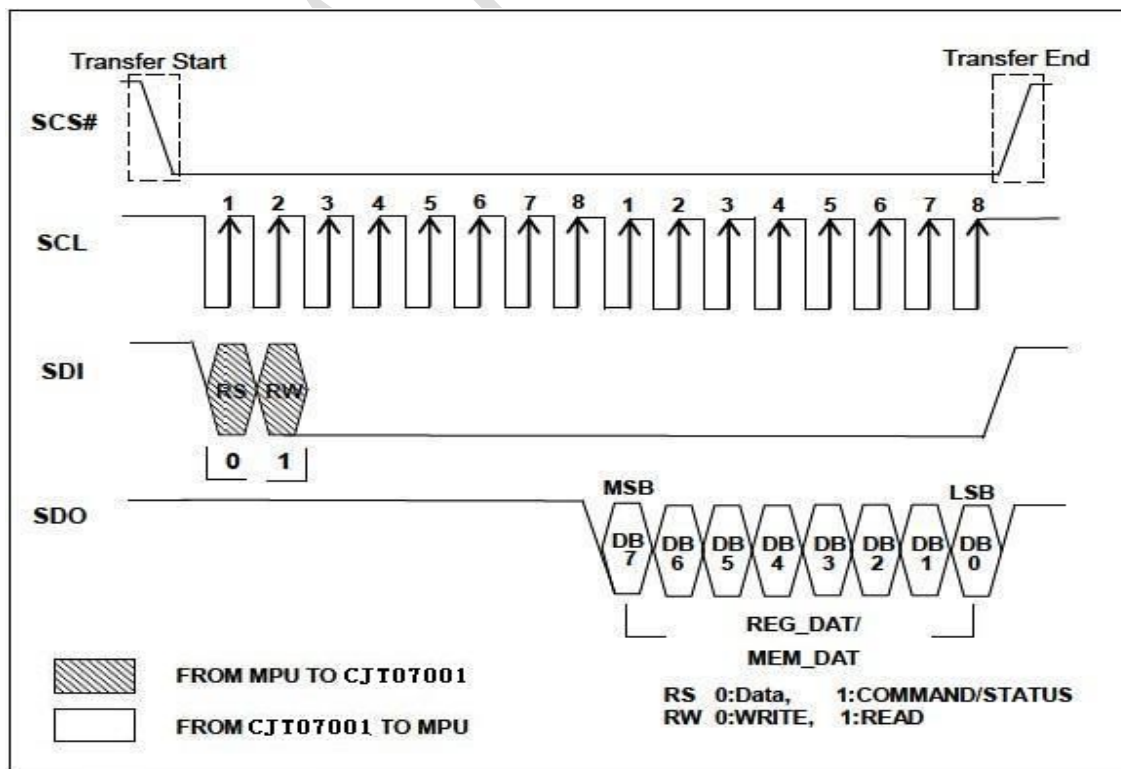 Transfer Start
Transfer End
SCS#
1 2 3 4 5 6 7 8 1 2 3 4 5 6 7 8
SCL
SDI
RS RW
0 1
MSB
LSB
SDO
DB 7 DB 6 DB 5 DB 4 DB 3 DB 2 DB 1 DB 0
REG_DAT/
MEM_DAT
FROM MPU TO CJT07001
RS 0:Data, 1:COMMAND/STATUS
RW 0:WRITE, 1:READ
FROM CJT07001 TO MPU